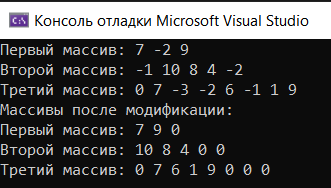 Консоль отладки Microsoft Visual Studio
Первый массив: 7 -2 9
Второй массив: -1 10 8 4 -2
Третий массив: 0 7 -3 -2 6 -1 1 9
Массивы после модификации:
Первый массив: 7 9 0
Второй массив: 10 8 4 0 0
Третий массив: 0 7 6 1 9 0 0 0